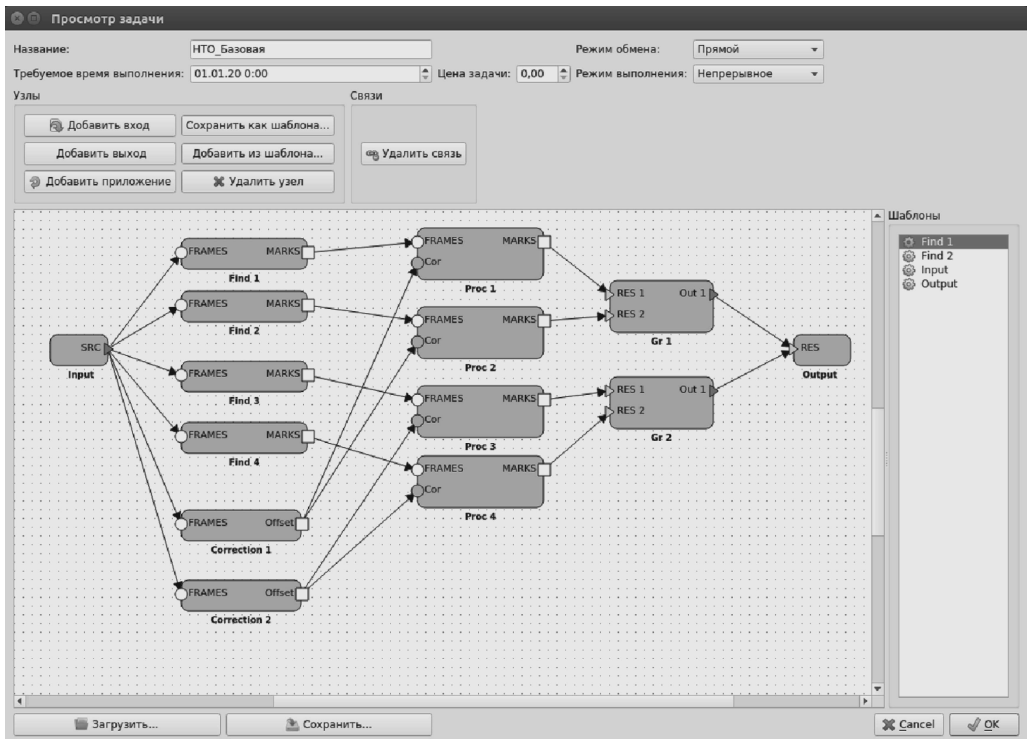 Просмотр задачи
Название: НТО_Базовая Режим обмена: Прямой
Требуемое время выполнения: 01.01.20 0:00 Цена задачи: 0,00 Режим выполнения: Непрерывное
Узлы Связи
Добавить вход Сохранить как шаблона...
Добавить выход Добавить из шаблона... Удалить связь
Добавить приложение Удалить узел
Шаблоны
Find 1
Find 2
Input
Output
SRC
Input
FRAMES MARKS
Find 1
FRAMES MARKS
Find 2
FRAMES MARKS
Find 3
FRAMES MARKS
Find 4
FRAMES Offset
Correction 1
FRAMES Offset
Correction 2
FRAMES MARKS
Cor
Proc 1
FRAMES MARKS
Cor
Proc 2
FRAMES MARKS
Cor
Proc 3
FRAMES MARKS
Cor
Proc 4
RES 1 Out 1
RES 2
Gr 1
RES 1 Out 1
RES 2
Gr 2
RES
Output
Загрузить... Сохранить... Cancel OK